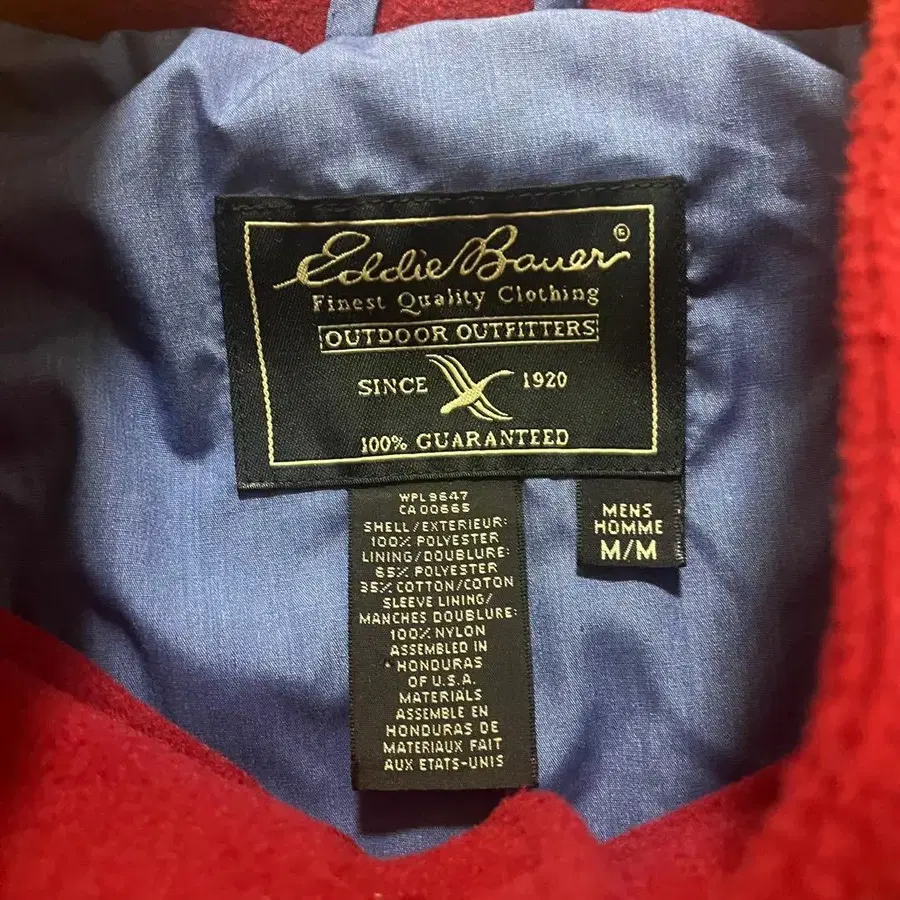 Eddie Bauer®
Finest Quality Clothing
OUTDOOR OUTFITTERS
SINCE 1920
100% GUARANTEED
WPL9647
CA00665
SHELL/EXTERIEUR:
100% POLYESTER
LINING/DOUBLURE:
65% POLYESTER
35% COTTON/COTON
SLEEVE LINING/
MANCHES DOUBLURE:
100% NYLON
ASSEMBLED IN
HONDURAS
OF U.S.A.
MATERIALS
ASSEMBLE EN
HONDURAS DE
MATERIAUX FAIT
AUX ETATS-UNIS
MENS
HOMME
M/M